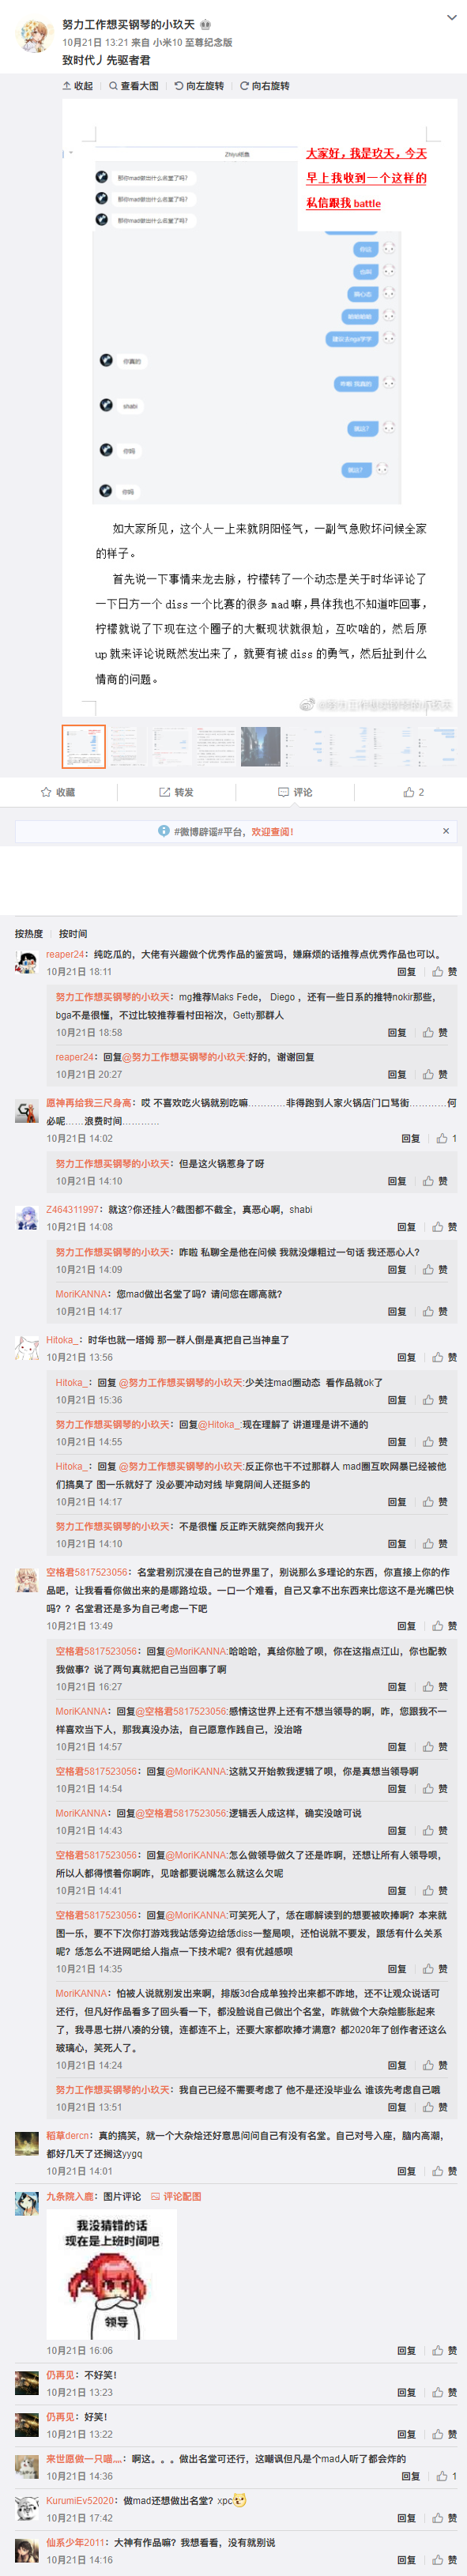 努力工作想买钢琴的小玖天
10月21日 13:21 来自 小米10 至尊纪念版
致时代丿先驱者君
收起 查看大图 向左旋转 向右旋转
大家好，我是玖天，今天
早上我收到一个这样的
私信跟我 battle
那你mad做出什么名堂了吗？
那你mad做出什么名堂了吗？
那你mad做出什么名堂了吗？
你真的
shabi
就这？
你妈
就这？
你妈
如大家所见，这个人一上来就阴阳怪气，一副气急败坏问候全家
的样子。
首先说一下事情来龙去脉，柠檬转了一个动态是关于时华评论了
一下日方一个 diss 一个比赛的很多 mad 嘛，具体我也不知道咋回事，
柠檬就说了下现在这个圈子的大概现状就很尬，互吹啥的，然后原
up 就来评论说既然发出来了，就要有被 diss 的勇气，然后扯到什么
情商的问题。
@努力工作想买钢琴的小玖天
收藏 转发 评论 2
#微博辟谣#平台，欢迎查阅！
按热度 按时间
reaper24：纯吃瓜的，大佬有兴趣做个优秀作品的鉴赏吗，嫌麻烦的话推荐点优秀作品也可以。
10月21日 18:11 回复 赞
努力工作想买钢琴的小玖天：mg推荐Maks Fede， Diego ，还有一些日系的推特nokir那些，
bga不是很懂，不过比较推荐看村田裕次，Getty那群人
10月21日 18:58 回复 赞
reaper24：回复@努力工作想买钢琴的小玖天:好的，谢谢回复
10月21日 20:27 回复 赞
愿神再给我三尺身高：哎 不喜欢吃火锅就别吃嘛…………非得跑到人家火锅店门口骂街…………何
必呢……浪费时间…………
10月21日 14:02 回复 1
努力工作想买钢琴的小玖天：但是这火锅惹身了呀
10月21日 14:10 回复 赞
Z464311997：就这?你还挂人?截图都不截全，真恶心啊，shabi
10月21日 14:08 回复 赞
努力工作想买钢琴的小玖天：咋啦 私聊全是他在问候 我就没爆粗过一句话 我还恶心人？
10月21日 14:09 回复 赞
MoriKANNA：您mad做出名堂了吗？请问您在哪高就？
10月21日 14:17 回复 赞
Hitoka_：时华也就一塔姆 那一群人倒是真把自己当神皇了
10月21日 13:56 回复 赞
Hitoka_：回复 @努力工作想买钢琴的小玖天:少关注mad圈动态 看作品就ok了
10月21日 15:36 回复 赞
努力工作想买钢琴的小玖天：回复@Hitoka_:现在理解了 讲道理是讲不通的
10月21日 14:55 回复 赞
Hitoka_：回复 @努力工作想买钢琴的小玖天:反正你也干不过那群人 mad圈互吹网暴已经被他
们搞臭了 图一乐就好了 没必要冲动对线 毕竟阴间人还挺多的
10月21日 14:17 回复 赞
努力工作想买钢琴的小玖天：不是很懂 反正昨天就突然向我开火
10月21日 14:10 回复 赞
空格君5817523056：名堂君别沉浸在自己的世界里了，别说那么多理论的东西，你直接上你的作
品吧，让我看看你做出来的是哪路垃圾。一口一个难看，自己又拿不出东西来比您这不是光嘴巴快
吗？？名堂君还是多为自己考虑一下吧
10月21日 13:49 回复 赞
空格君5817523056：回复@MoriKANNA:哈哈哈，真给你脸了呗，你在这指点江山，你也配教
我做事？说了两句真就把自己当回事了啊
10月21日 16:27 回复 赞
MoriKANNA：回复@空格君5817523056:感情这世界上还有不想当领导的啊，咋，您跟我不一
样喜欢当下人，那我真没办法，自己愿意作贱自己，没治咯
10月21日 14:57 回复 赞
空格君5817523056：回复@MoriKANNA:这就又开始教我逻辑了呗，你是真想当领导啊
10月21日 14:54 回复 赞
MoriKANNA：回复@空格君5817523056:逻辑丢人成这样，确实没啥可说
10月21日 14:43 回复 赞
空格君5817523056：回复@MoriKANNA:怎么做领导做久了还是咋啊，还想让所有人领导呗，
所以人都得惯着你啊咋，见啥都要说嘴怎么就这么欠呢
10月21日 14:41 回复 赞
空格君5817523056：回复@MoriKANNA:可笑死人了，恁在哪解读到的想要被吹捧啊？本来就
图一乐，要不下次你打游戏我站恁旁边给恁diss一整局呗，还怕说就不要发，跟恁有什么关系
呢？恁怎么不进网吧给人指点一下技术呢？很有优越感呗
10月21日 14:35 回复 赞
MoriKANNA：怕被人说就别发出来啊，排版3d合成单独拎出来都不咋地，还不让观众说话可
还行，但凡好作品看多了回头看一下，都没脸说自己做出个名堂，咋就做个大杂烩膨胀起来
了，我寻思七拼八凑的分镜，连都连不上，还要大家都吹捧才满意？都2020年了创作者还这么
玻璃心，笑死人了。
10月21日 14:24 回复 赞
努力工作想买钢琴的小玖天：我自己已经不需要考虑了 他不是还没毕业么 谁该先考虑自己哦
10月21日 13:51 回复 赞
稻草dercn：真的搞笑，就一个大杂烩还好意思问问自己有没有名堂。自己对号入座，脑内高潮，
都好几天了还搁这yygq
10月21日 14:01 回复 赞
九条院入鹿：图片评论 评论配图
我没猜错的话
现在是上班时间吧
领导
10月21日 16:06 回复 赞
仍再见：不好笑！
10月21日 13:23 回复 赞
仍再见：好笑！
10月21日 13:22 回复 赞
来世愿做一只喵,,,,：啊这。。。做出名堂可还行，这嘲讽但凡是个mad人听了都会炸的
10月21日 14:36 回复 1
KurumiEv52020：做mad还想做出名堂？xpc
10月21日 17:42 回复 赞
仙系少年2011：大神有作品嘛？我想看看，没有就别说
10月21日 14:16 回复 赞